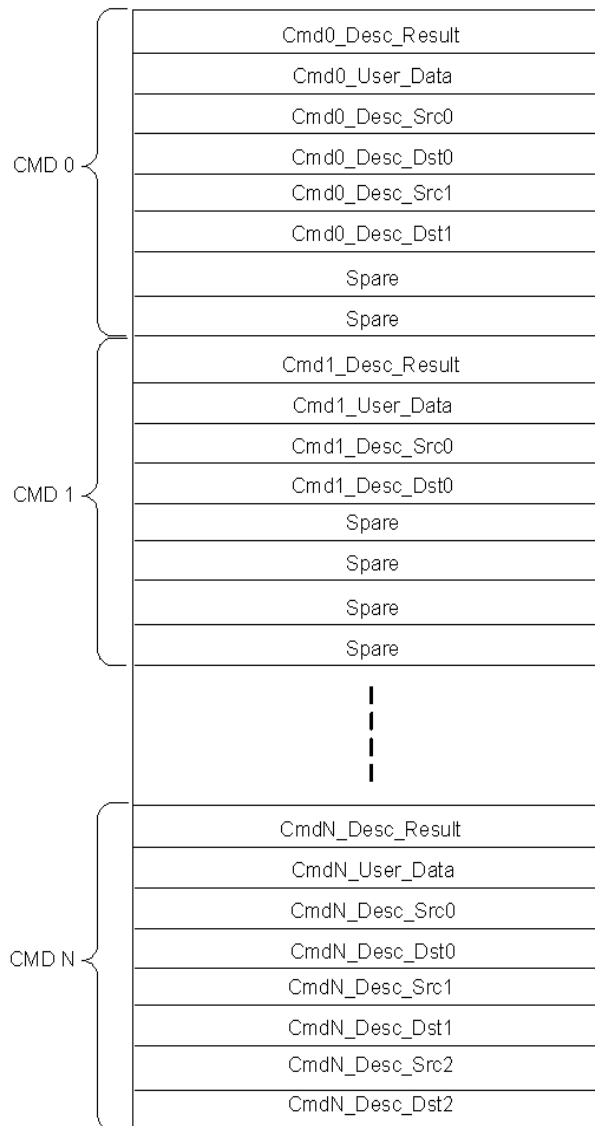 Cmd0_Desc_Result
Cmd0_User_Data
Cmd0_Desc_Src0
CMD 0
Cmd0_Desc_Dst0
Cmd0_Desc_Src1
Cmd0_Desc_Dst1
Spare
Spare
Cmd1_Desc_Result
Cmd1_User_Data
Cmd1_Desc_Src0
CMD 1
Cmd1_Desc_Dst0
Spare
Spare
Spare
Spare
CmdN_Desc_Result
CmdN_User_Data
CmdN_Desc_Src0
CMD N
CmdN_Desc_Dst0
CmdN_Desc_Src1
CmdN_Desc_Dst1
CmdN_Desc_Src2
CmdN_Desc_Dst2